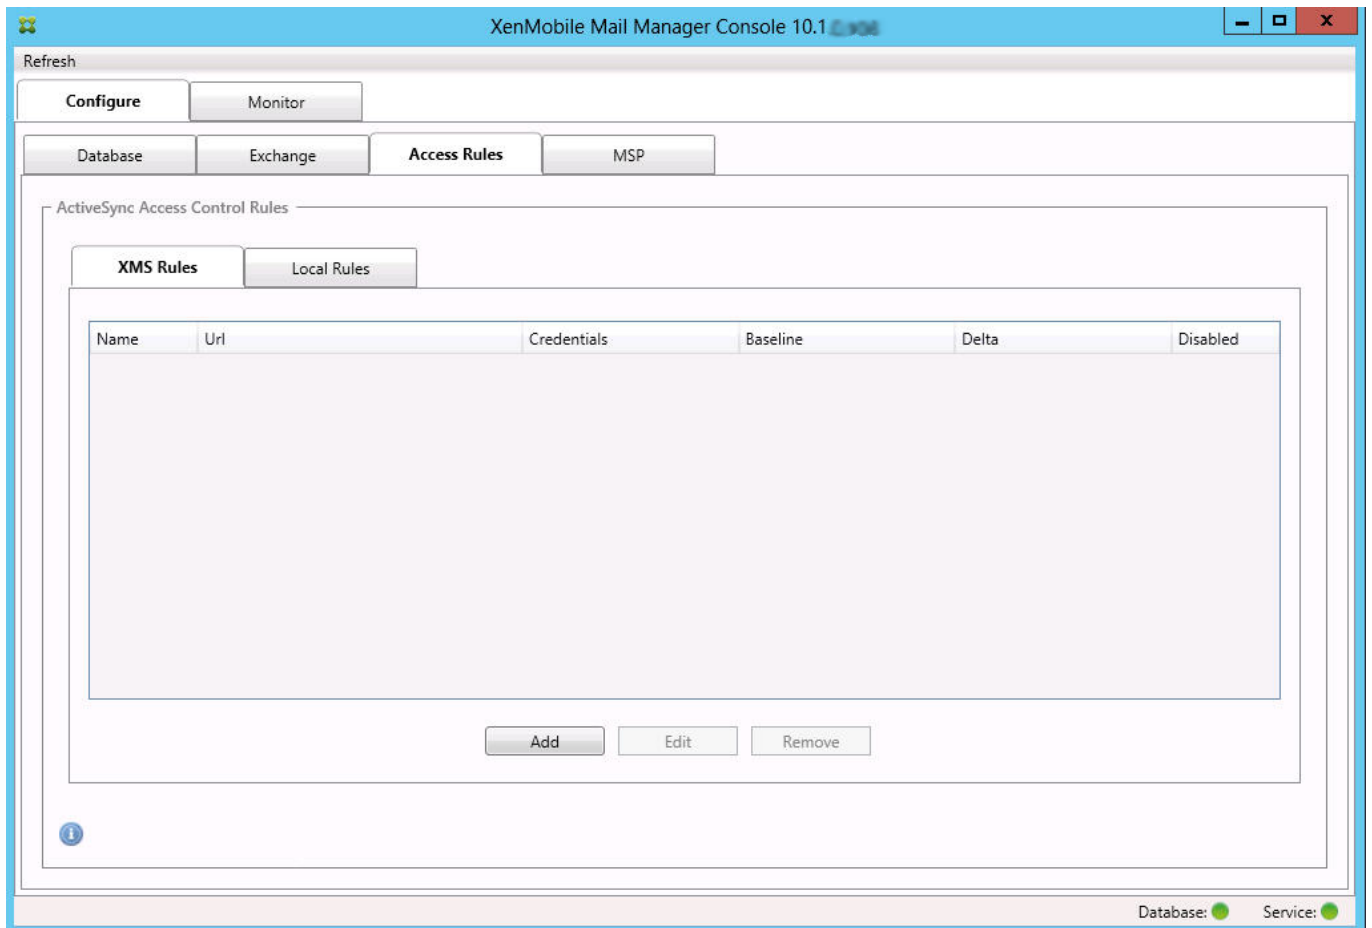 XenMobile Mail Manager Console 10.1
Refresh
Configure Monitor
Database Exchange Access Rules MSP
ActiveSync Access Control Rules
XMS Rules Local Rules
Name Url Credentials Baseline Delta Disabled
Add Edit Remove
Database: Service: